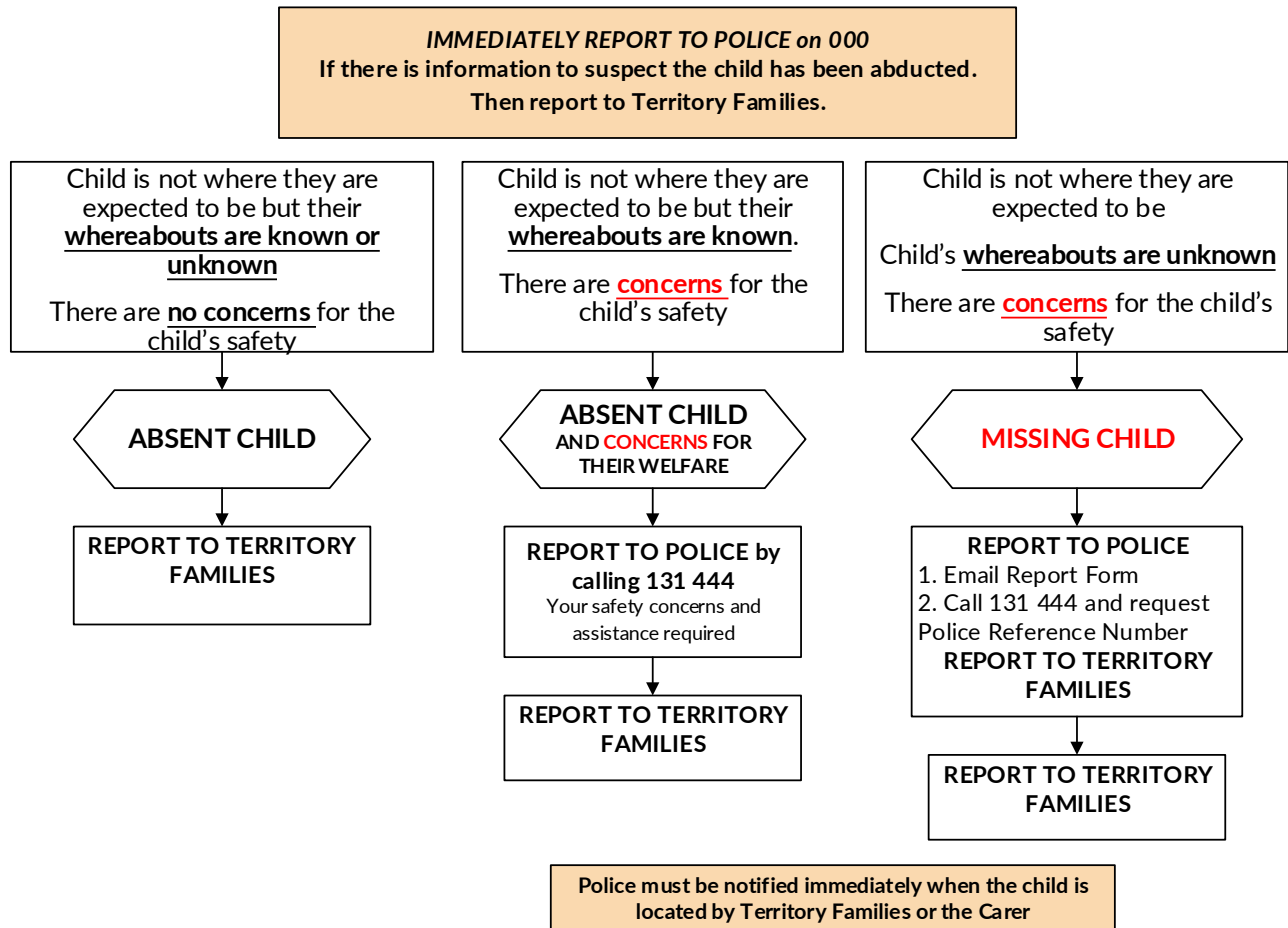 IMMEDIATELY REPORT TO POLICE on 000
If there is information to suspect the child has been abducted.
Then report to Territory Families.
Child is not where they are
expected to be but their
whereabouts are known or
unknown
There are no concerns for the
child’s safety
ABSENT CHILD
REPORT TO TERRITORY
FAMILIES
Child is not where they are
expected to be but their
whereabouts are known.
There are concerns for the
child’s safety
ABSENT CHILD
AND CONCERNS FOR
THEIR WELFARE
REPORT TO POLICE by
calling 131 444
Your safety concerns and
assistance required
REPORT TO TERRITORY
FAMILIES
Child is not where they are
expected to be
Child’s whereabouts are unknown
There are concerns for the child’s
safety
MISSING CHILD
REPORT TO POLICE
1. Email Report Form
2. Call 131 444 and request
Police Reference Number
REPORT TO TERRITORY
FAMILIES
REPORT TO TERRITORY
FAMILIES
Police must be notified immediately when the child is
located by Territory Families or the Carer